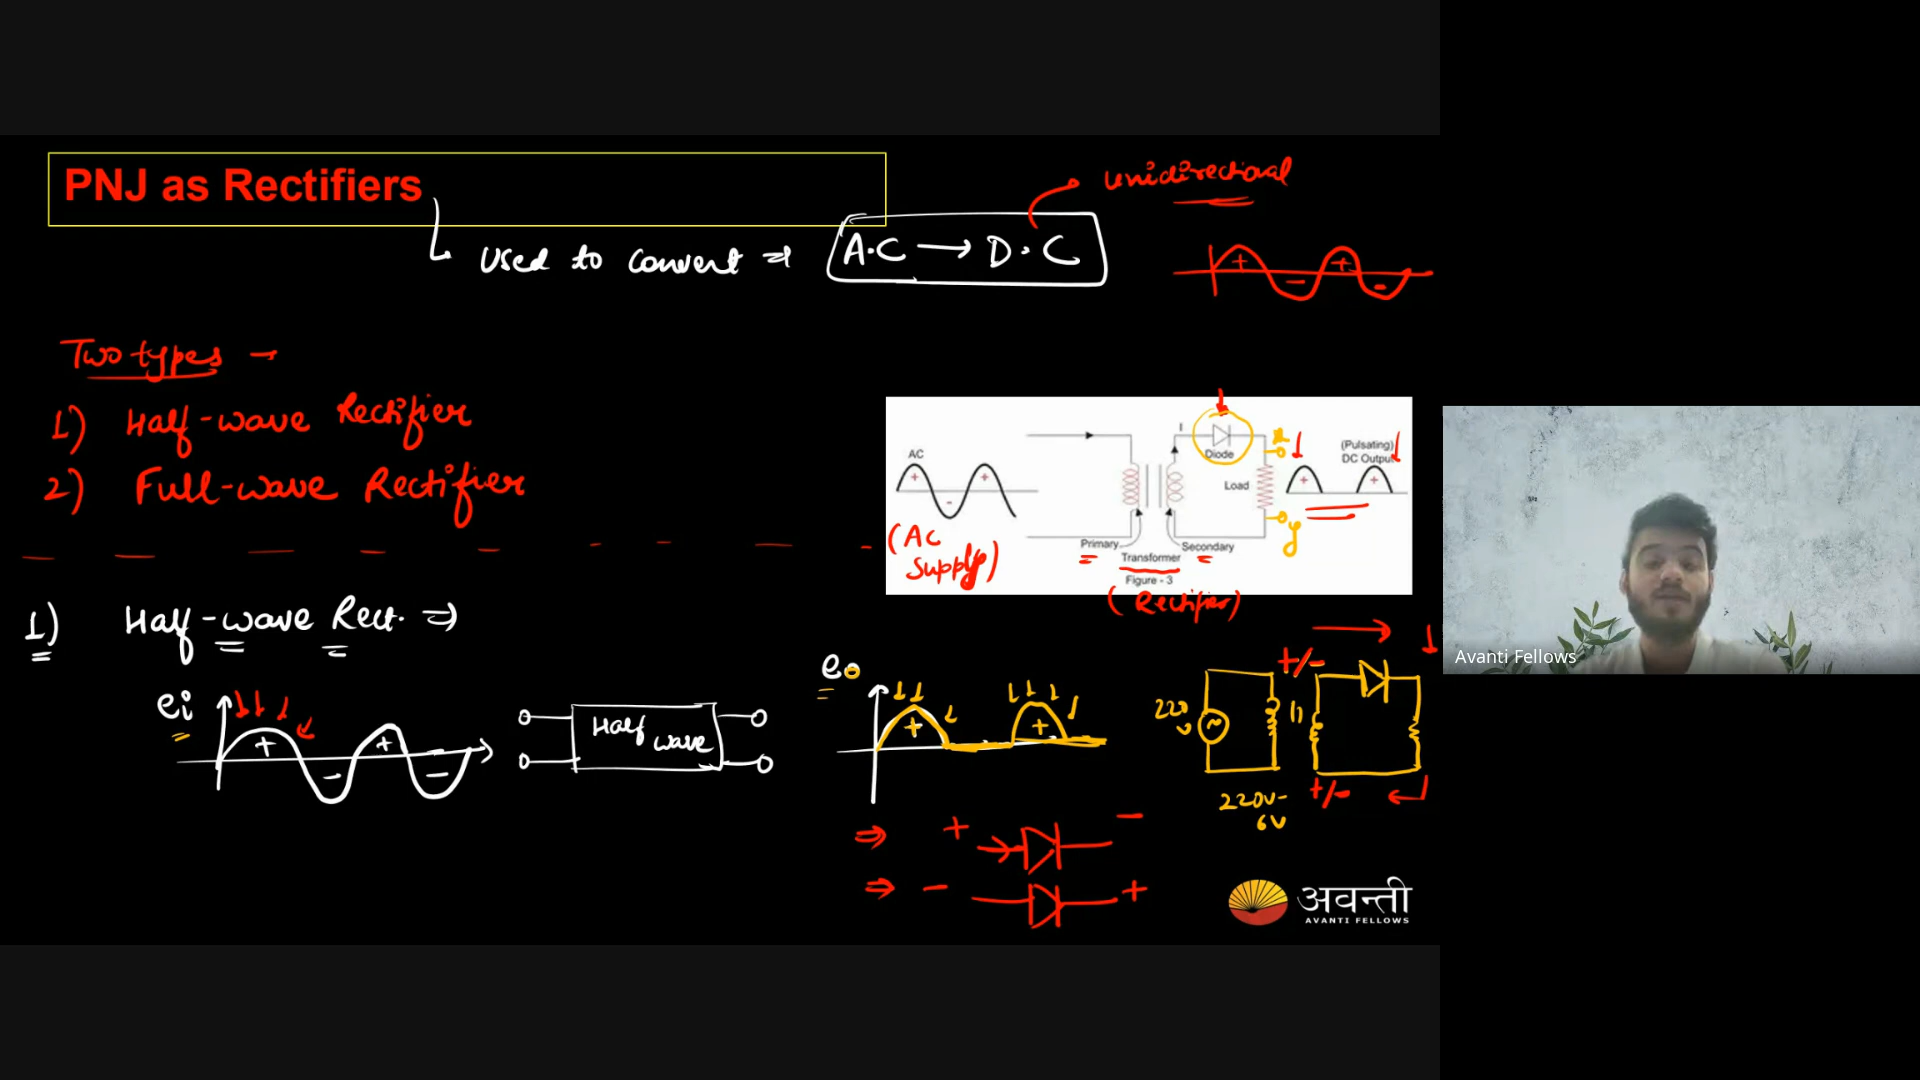 PNJ as Rectifiers
Unidirectional
Used to convert ⇒ A.C → D.C
+ - + -
Two types →
1) Half-wave Rectifier
2) Full-wave Rectifier
AC
+ - +
(AC Supply)
I
Diode
Load
x
y
(Pulsating)
DC Output
+ +
Primary
Secondary
Transformer
Figure - 3
(Rectifier)
1) Half-wave Rect. ⇒
ei
+ - + -
Half wave
eo
+ +
+/-
220 V
220V-
6V
+/-
⇒ + -
⇒ - +
Avanti Fellows
अवन्ती
AVANTI FELLOWS